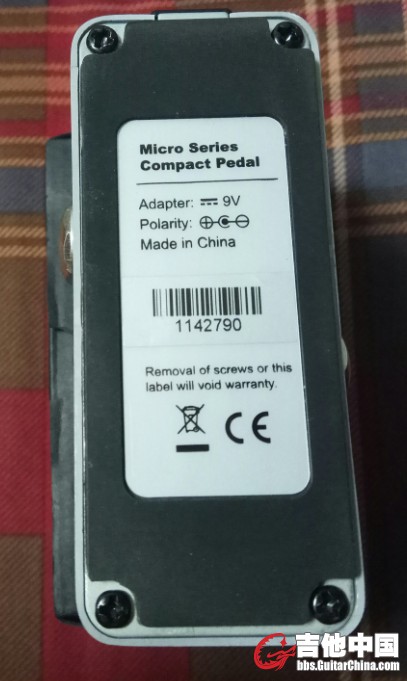 Micro Series
Compact Pedal
Adapter: 9V
Polarity:
Made in China
1142790
Removal of screws or this
label will void warranty.
CE
吉他中国
bbs.GuitarChina.com